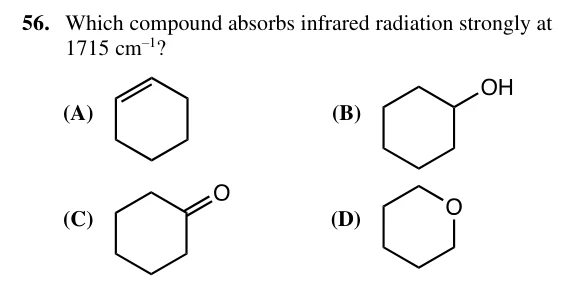 56. Which compound absorbs infrared radiation strongly at
1715 cm⁻¹?
(A)
(B) OH
(C) O
(D) O